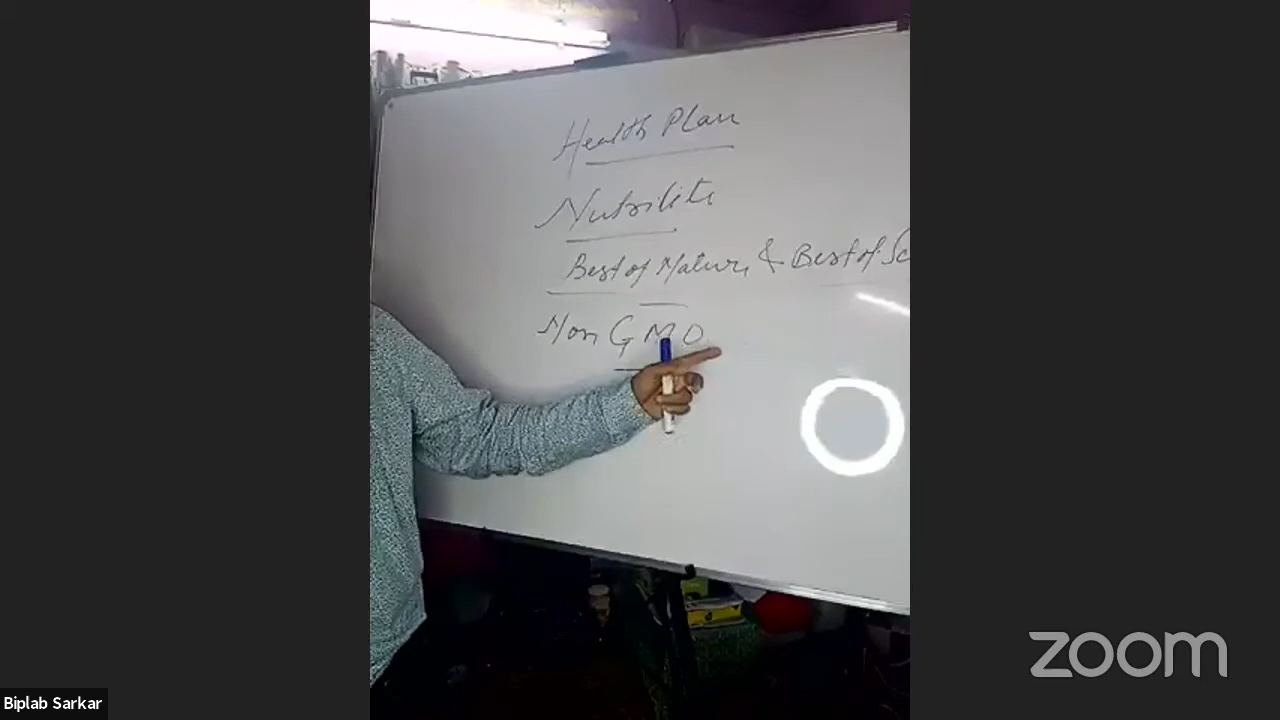 Health Plan
Nutrilite
Best of Nature & Best of Sc
Non GMO
zoom
Biplab Sarkar